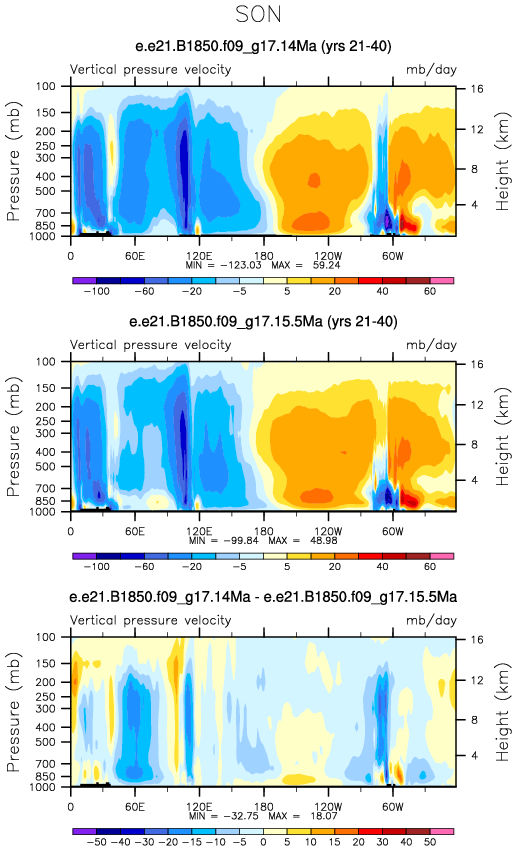 SON
e.e21.B1850.f09_g17.14Ma (yrs 21-40)
Vertical pressure velocity mb/day
Pressure (mb)
100
150
200
250
300
400
500
700
850
1000
Height (km)
16
12
8
4
0 60E 120E 180 120W 60W
MIN = -123.03 MAX = 59.24
-100 -60 -20 -5 5 20 40 60
e.e21.B1850.f09_g17.15.5Ma (yrs 21-40)
Vertical pressure velocity mb/day
Pressure (mb)
100
150
200
250
300
400
500
700
850
1000
Height (km)
16
12
8
4
0 60E 120E 180 120W 60W
MIN = -99.84 MAX = 48.98
-100 -60 -20 -5 5 20 40 60
e.e21.B1850.f09_g17.14Ma - e.e21.B1850.f09_g17.15.5Ma
Vertical pressure velocity mb/day
Pressure (mb)
100
150
200
250
300
400
500
700
850
1000
Height (km)
16
12
8
4
0 60E 120E 180 120W 60W
MIN = -32.75 MAX = 18.07
-50 -40 -30 -20 -15 -10 -5 0 5 10 15 20 30 40 50